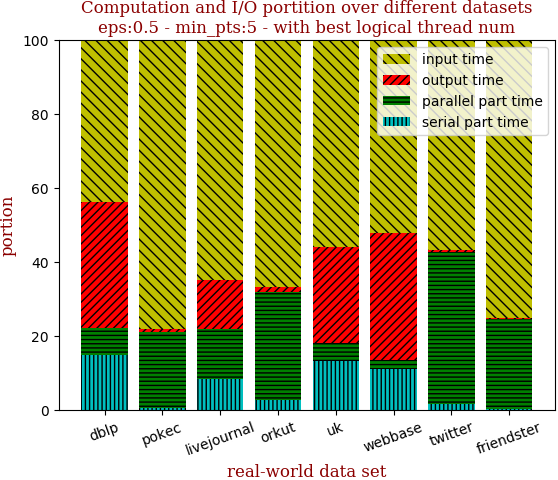 Computation and I/O portition over different datasets
eps:0.5 - min_pts:5 - with best logical thread num
100
80
60
40
20
0
portion
input time
output time
parallel part time
serial part time
dblp
pokec
livejournal
orkut
uk
webbase
twitter
friendster
real-world data set